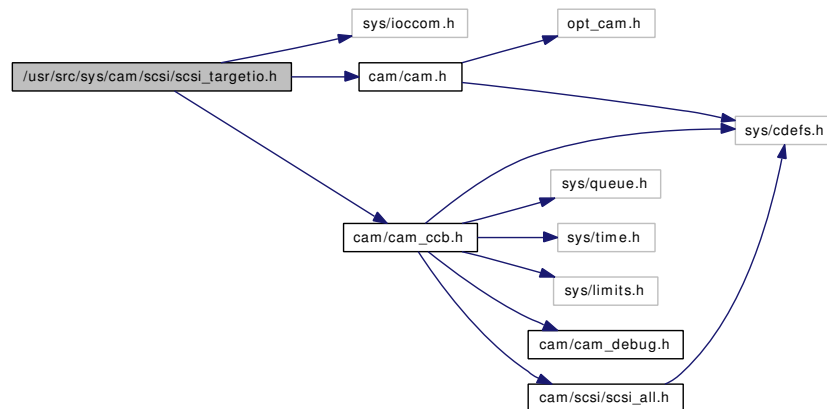 sys/ioccom.h
opt_cam.h
/usr/src/sys/cam/scsi/scsi_targetio.h
cam/cam.h
sys/cdefs.h
sys/queue.h
cam/cam_ccb.h
sys/time.h
sys/limits.h
cam/cam_debug.h
cam/scsi/scsi_all.h